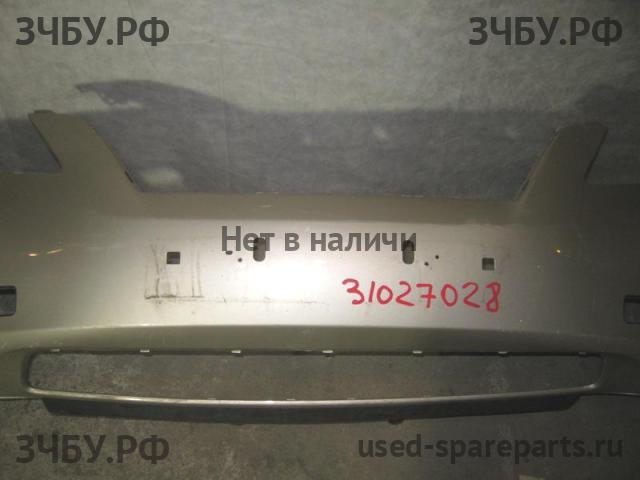 ЗЧБУ.РФ ЗЧБУ.РФ
Нет в наличи
31027028
ЗЧБУ.РФ used-spareparts.ru